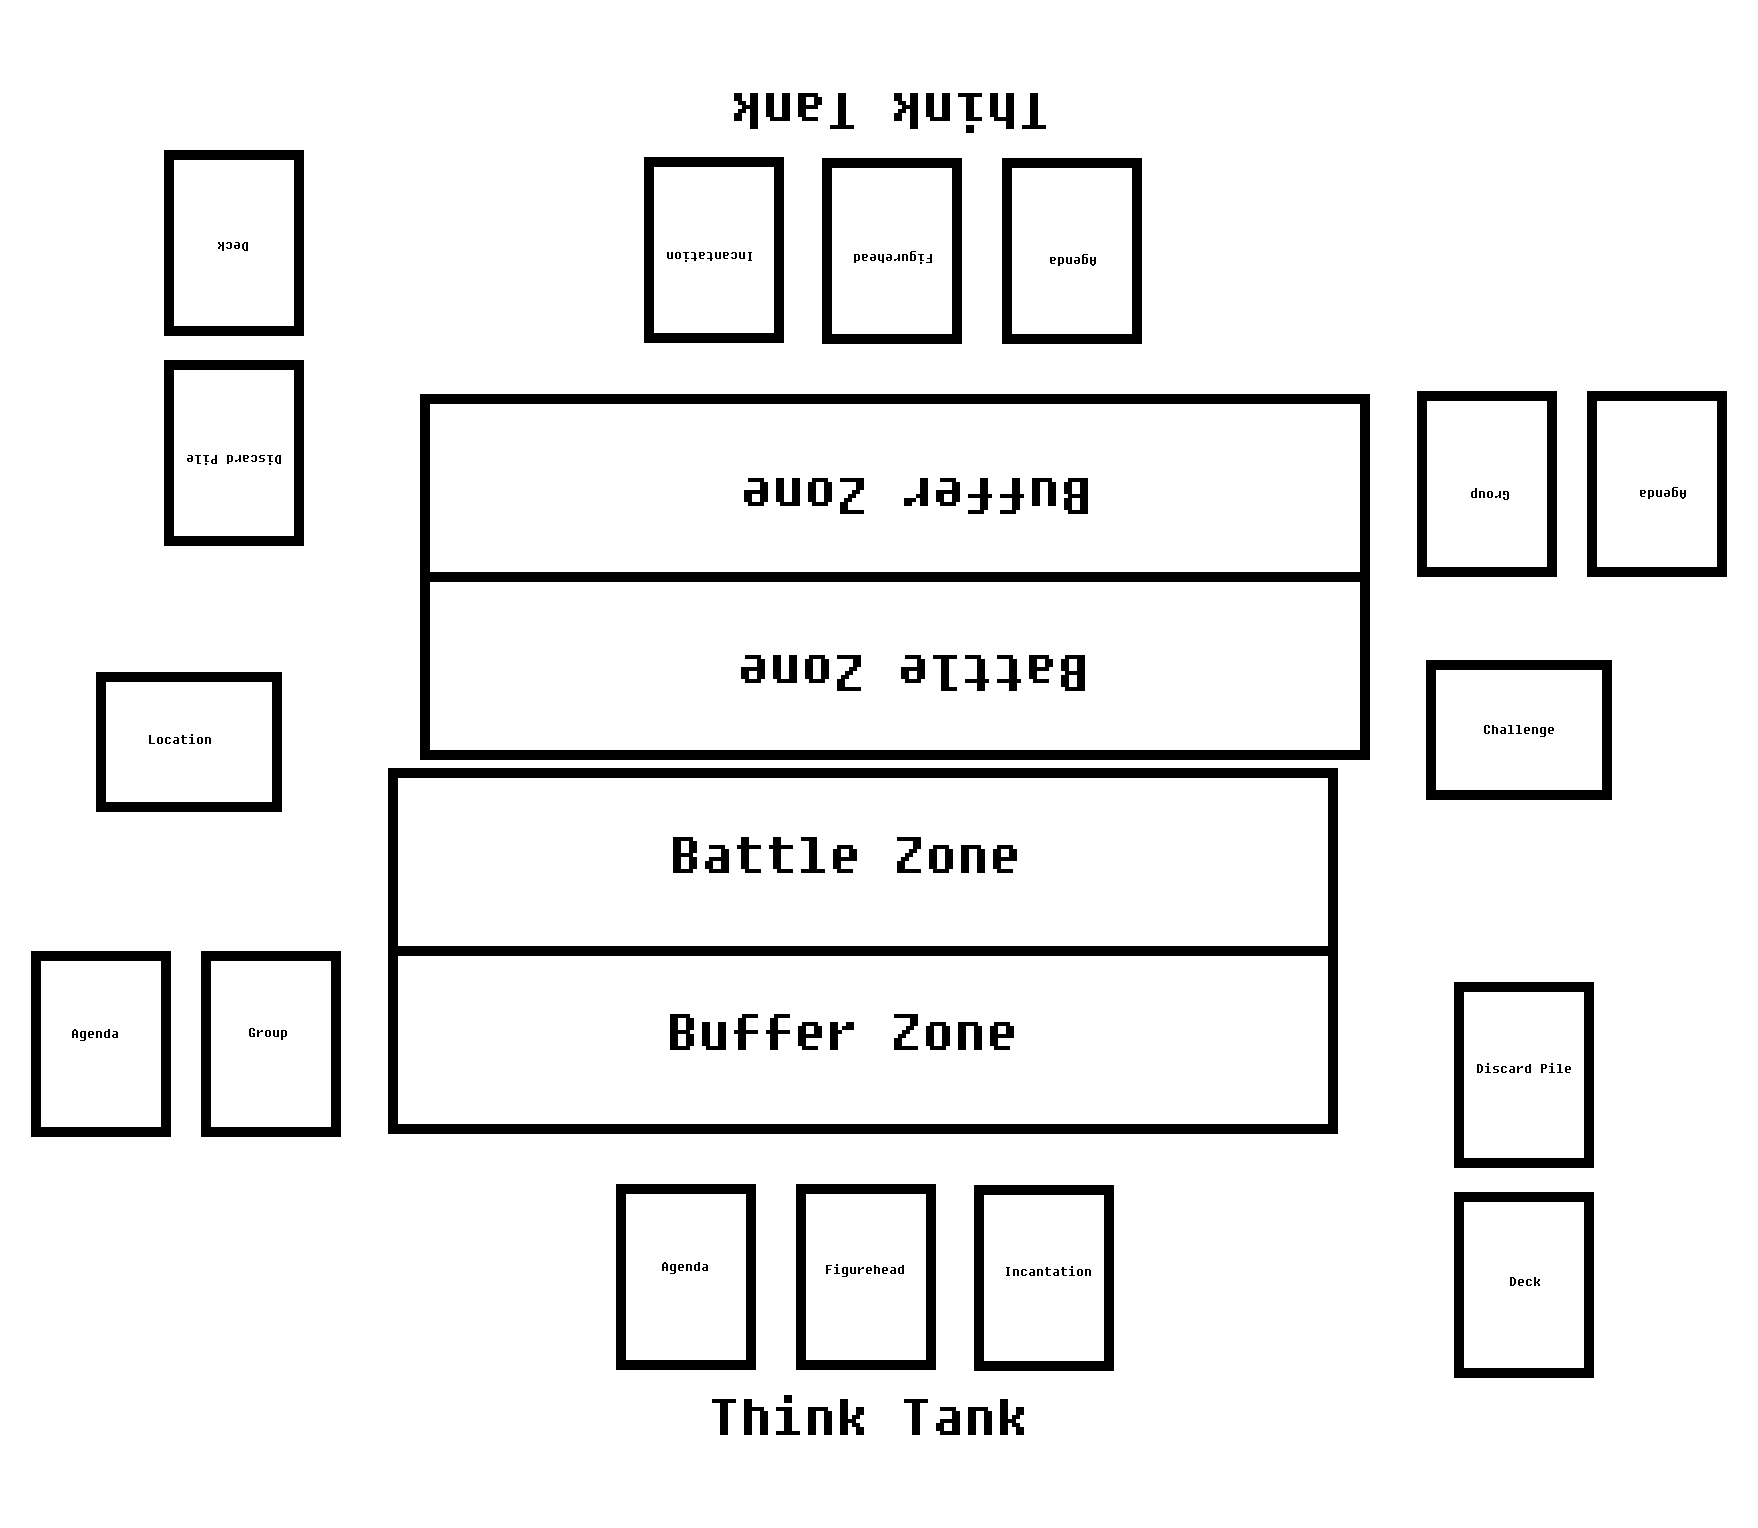 Think Tank
Deck
Incantation
Figurehead
Agenda
Discard Pile
Buffer Zone
Group
Agenda
Battle Zone
Location
Challenge
Battle Zone
Agenda
Group
Buffer Zone
Discard Pile
Agenda
Figurehead
Incantation
Deck
Think Tank